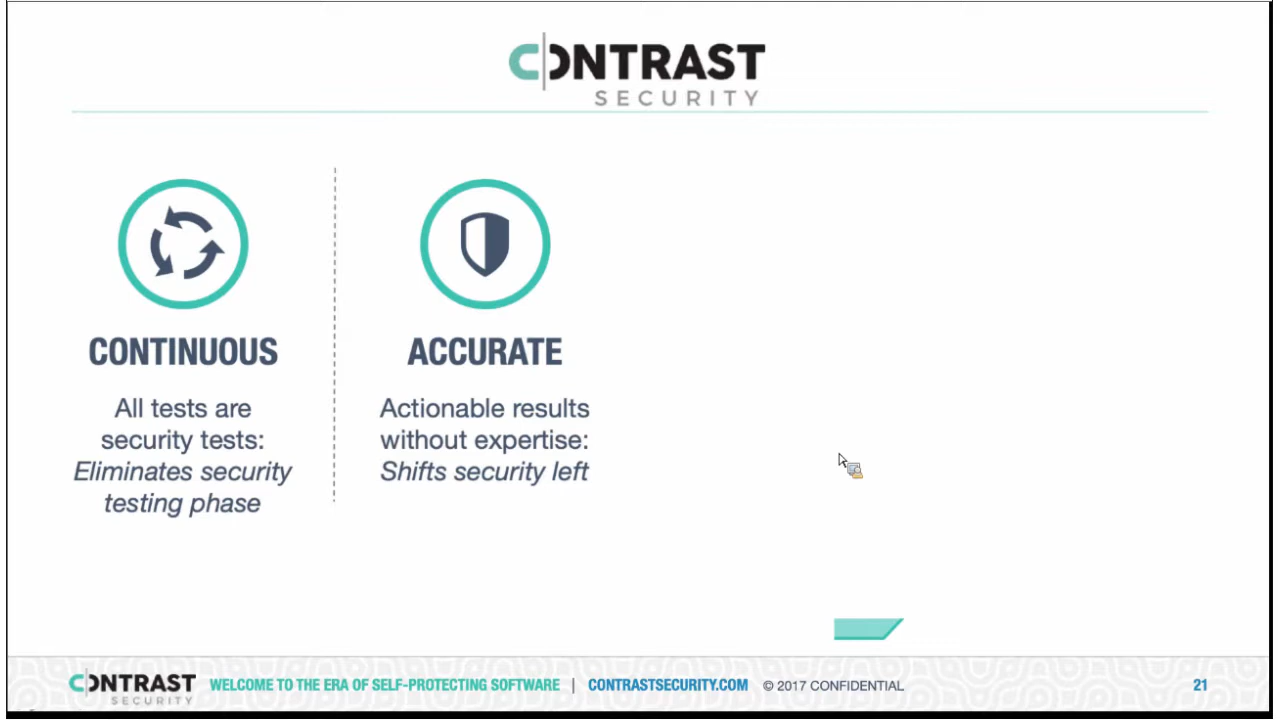 CONTRAST
SECURITY
CONTINUOUS
All tests are
security tests:
Eliminates security
testing phase
ACCURATE
Actionable results
without expertise:
Shifts security left
CONTRAST
SECURITY
WELCOME TO THE ERA OF SELF-PROTECTING SOFTWARE | CONTRASTSECURITY.COM © 2017 CONFIDENTIAL 21